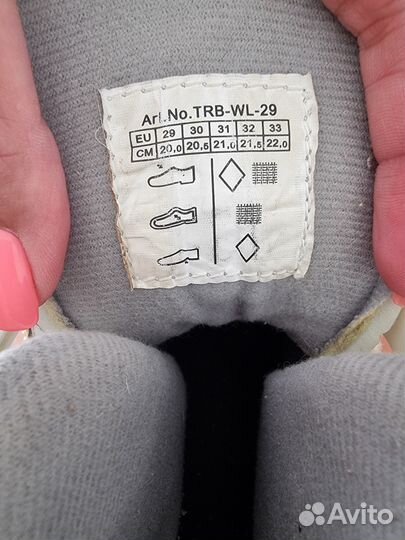 Art.No.TRB-WL-29
EU 29 30 31 32 33
CM 20,0 20,5 21,0 21,5 22,0
Avito